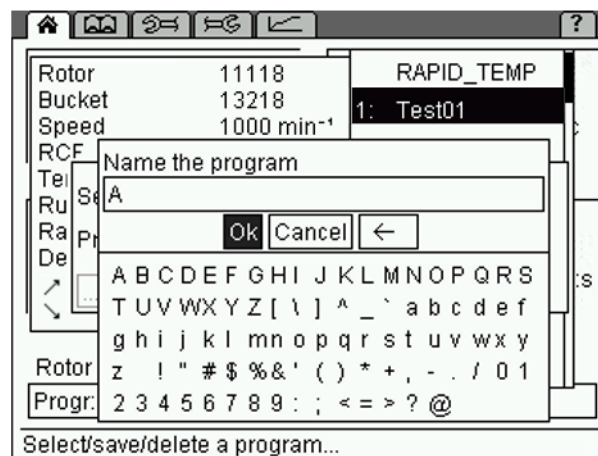 ?
Rotor 11118
Bucket 13218
Speed 1000 min⁻¹
RCF
RAPID_TEMP
1: Test01
Name the program
A
Ok Cancel ←
A B C D E F G H I J K L M N O P Q R S
T U V W X Y Z [ \ ] ^ _ ` a b c d e f
g h i j k l m n o p q r s t u v w x y
z ! " # $ % & ' ( ) * + , - . / 0 1
2 3 4 5 6 7 8 9 : ; < = > ? @
Rotor
Progr:
Select/save/delete a program...